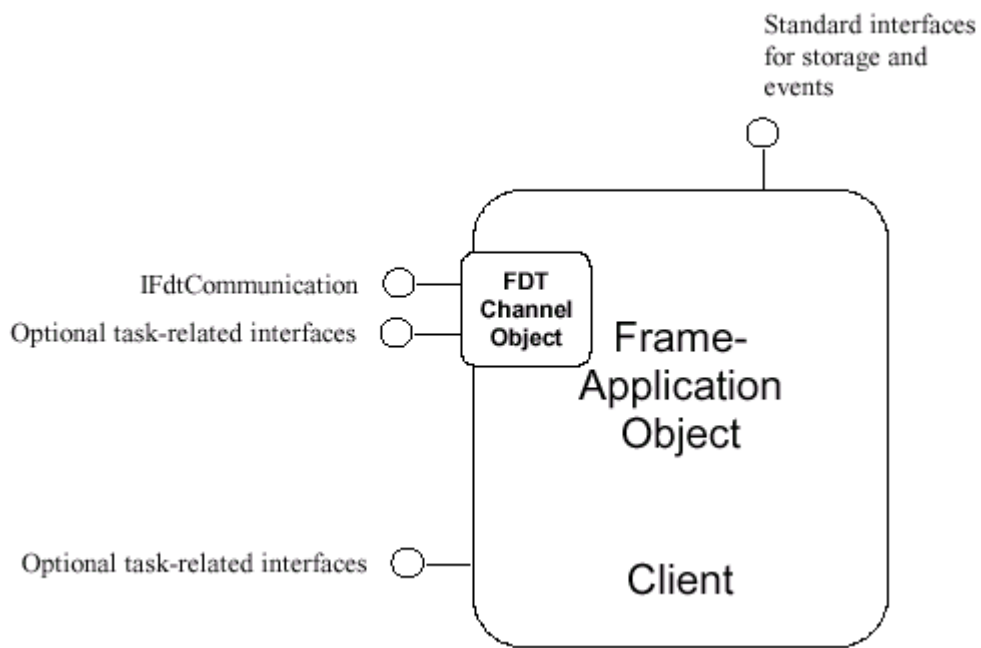 Standard interfaces
for storage and
events
IFdtCommunication
Optional task-related interfaces
FDT
Channel
Object
Frame-
Application
Object
Optional task-related interfaces
Client